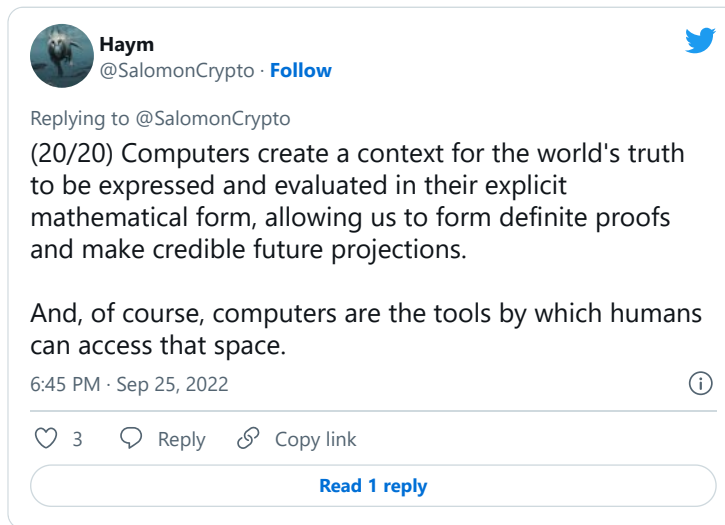 Haym
@SalomonCrypto · Follow
Replying to @SalomonCrypto
(20/20) Computers create a context for the world's truth
to be expressed and evaluated in their explicit
mathematical form, allowing us to form definite proofs
and make credible future projections.
And, of course, computers are the tools by which humans
can access that space.
6:45 PM · Sep 25, 2022
3 Reply Copy link
Read 1 reply